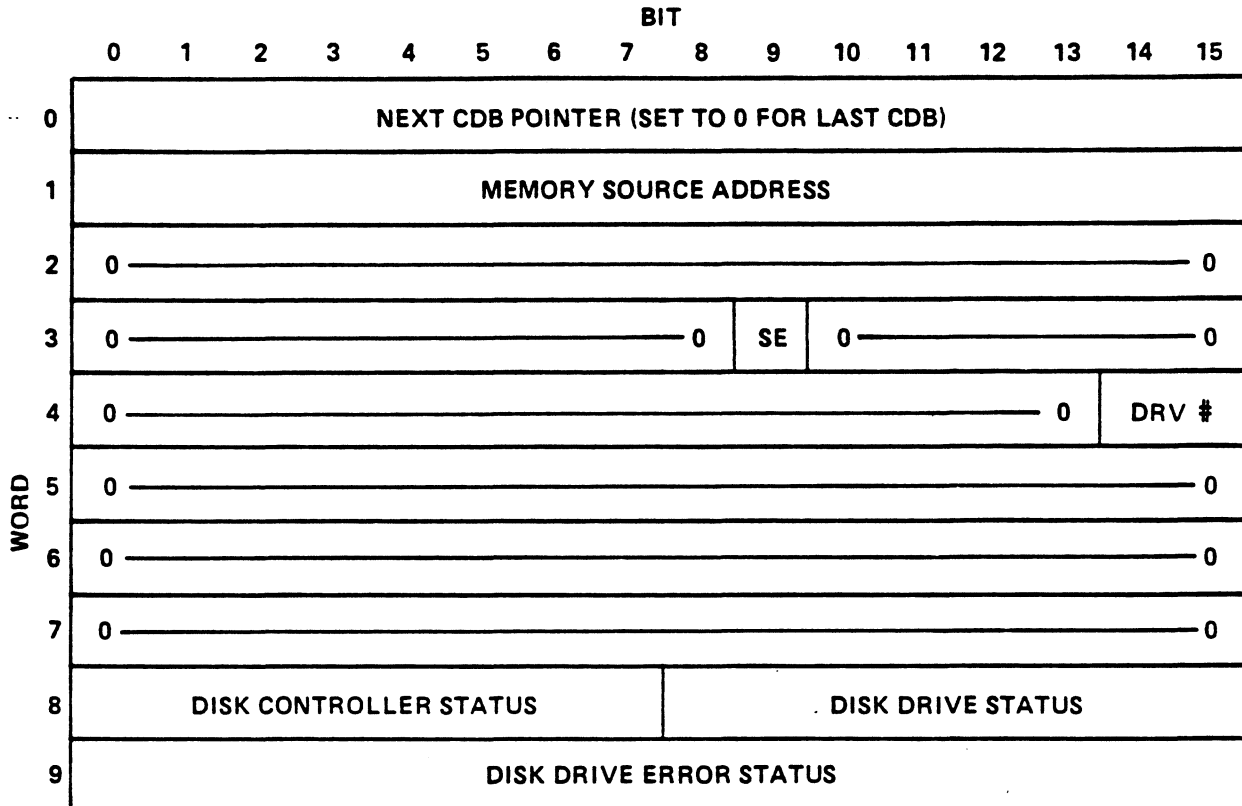 BIT
0 1 2 3 4 5 6 7 8 9 10 11 12 13 14 15
0 NEXT CDB POINTER (SET TO 0 FOR LAST CDB)
1 MEMORY SOURCE ADDRESS
2 0 0
3 0 0 SE 0 0
4 0 0 DRV #
WORD
5 0 0
6 0 0
7 0 0
8 DISK CONTROLLER STATUS DISK DRIVE STATUS
9 DISK DRIVE ERROR STATUS